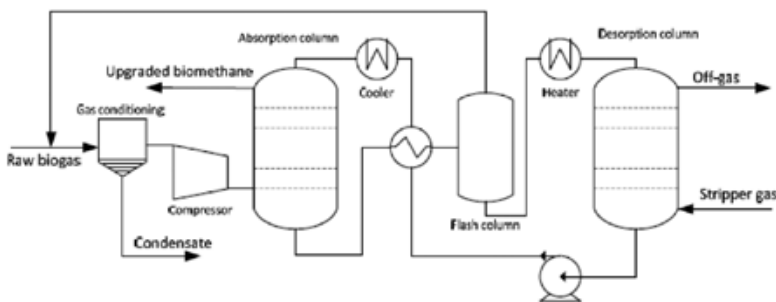 Absorption column
Desorption column
Upgraded biomethane
Off-gas
Cooler
Heater
Gas conditioning
Raw biogas
Stripper gas
Compressor
Flash column
Condensate